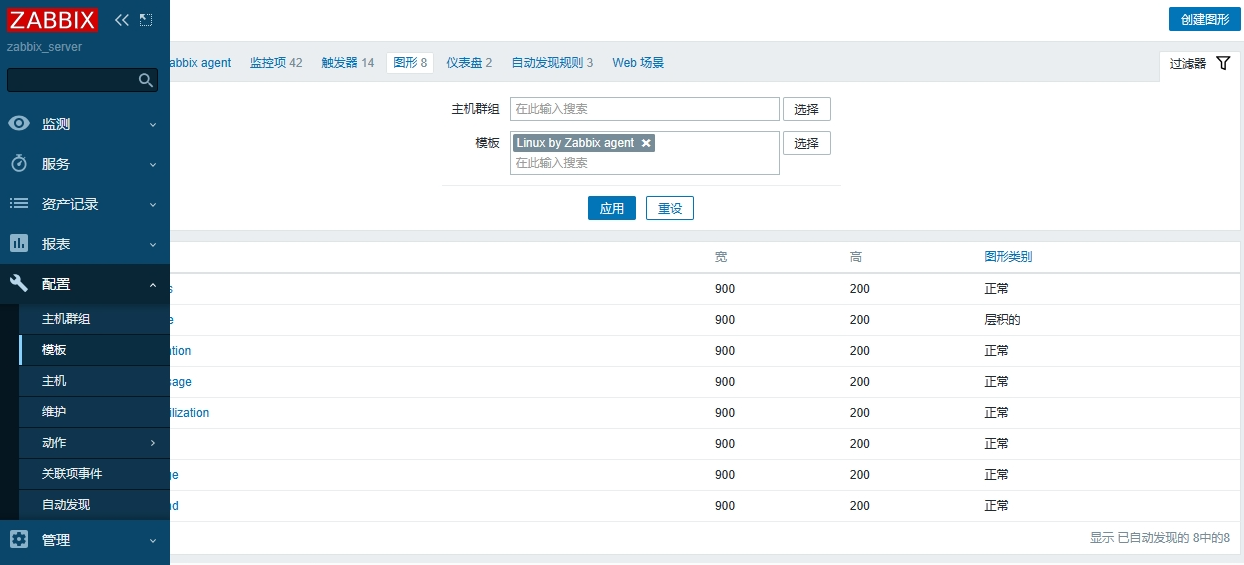 ZABBIX
zabbix_server
创建图形
Zabbix agent 监控项 42 触发器 14 图形 8 仪表盘 2 自动发现规则 3 Web 场景
过滤器
主机群组 在此输入搜索 选择
模板 Linux by Zabbix agent 选择
在此输入搜索
应用 重设
监测
服务
资产记录
报表
配置
主机群组
模板
主机
维护
动作
关联项事件
自动发现
管理
宽 高 图形类别
900 200 正常
900 200 层积的
900 200 正常
900 200 正常
900 200 正常
900 200 正常
900 200 正常
900 200 正常
显示 已自动发现的 8中的8